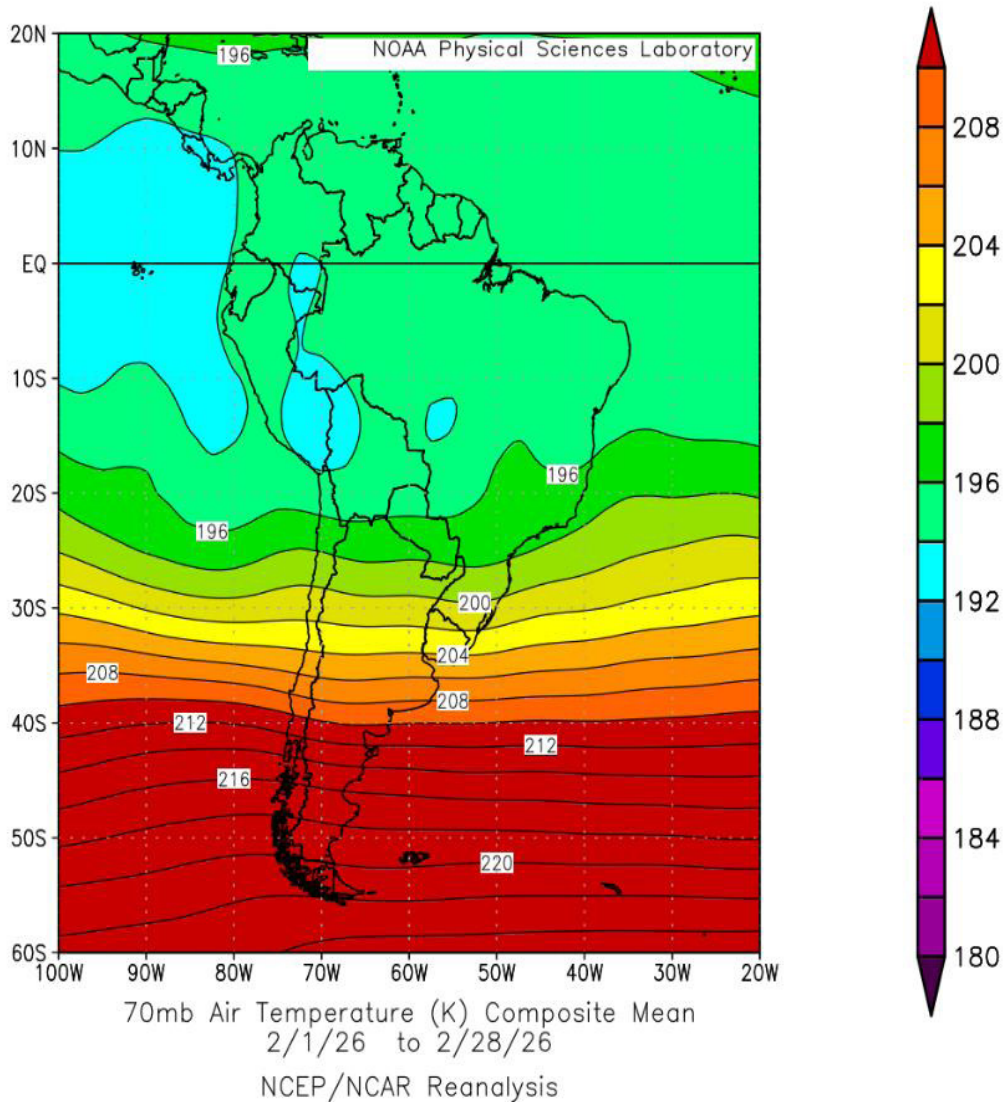 20N
196
NOAA Physical Sciences Laboratory
208
10N
204
EQ
200
10S
196
196
20S
196
192
30S
200
204
188
208
208
40S
212
212
216
184
50S
220
60S
180
100W 90W 80W 70W 60W 50W 40W 30W 20W
70mb Air Temperature (K) Composite Mean
2/1/26 to 2/28/26
NCEP/NCAR Reanalysis